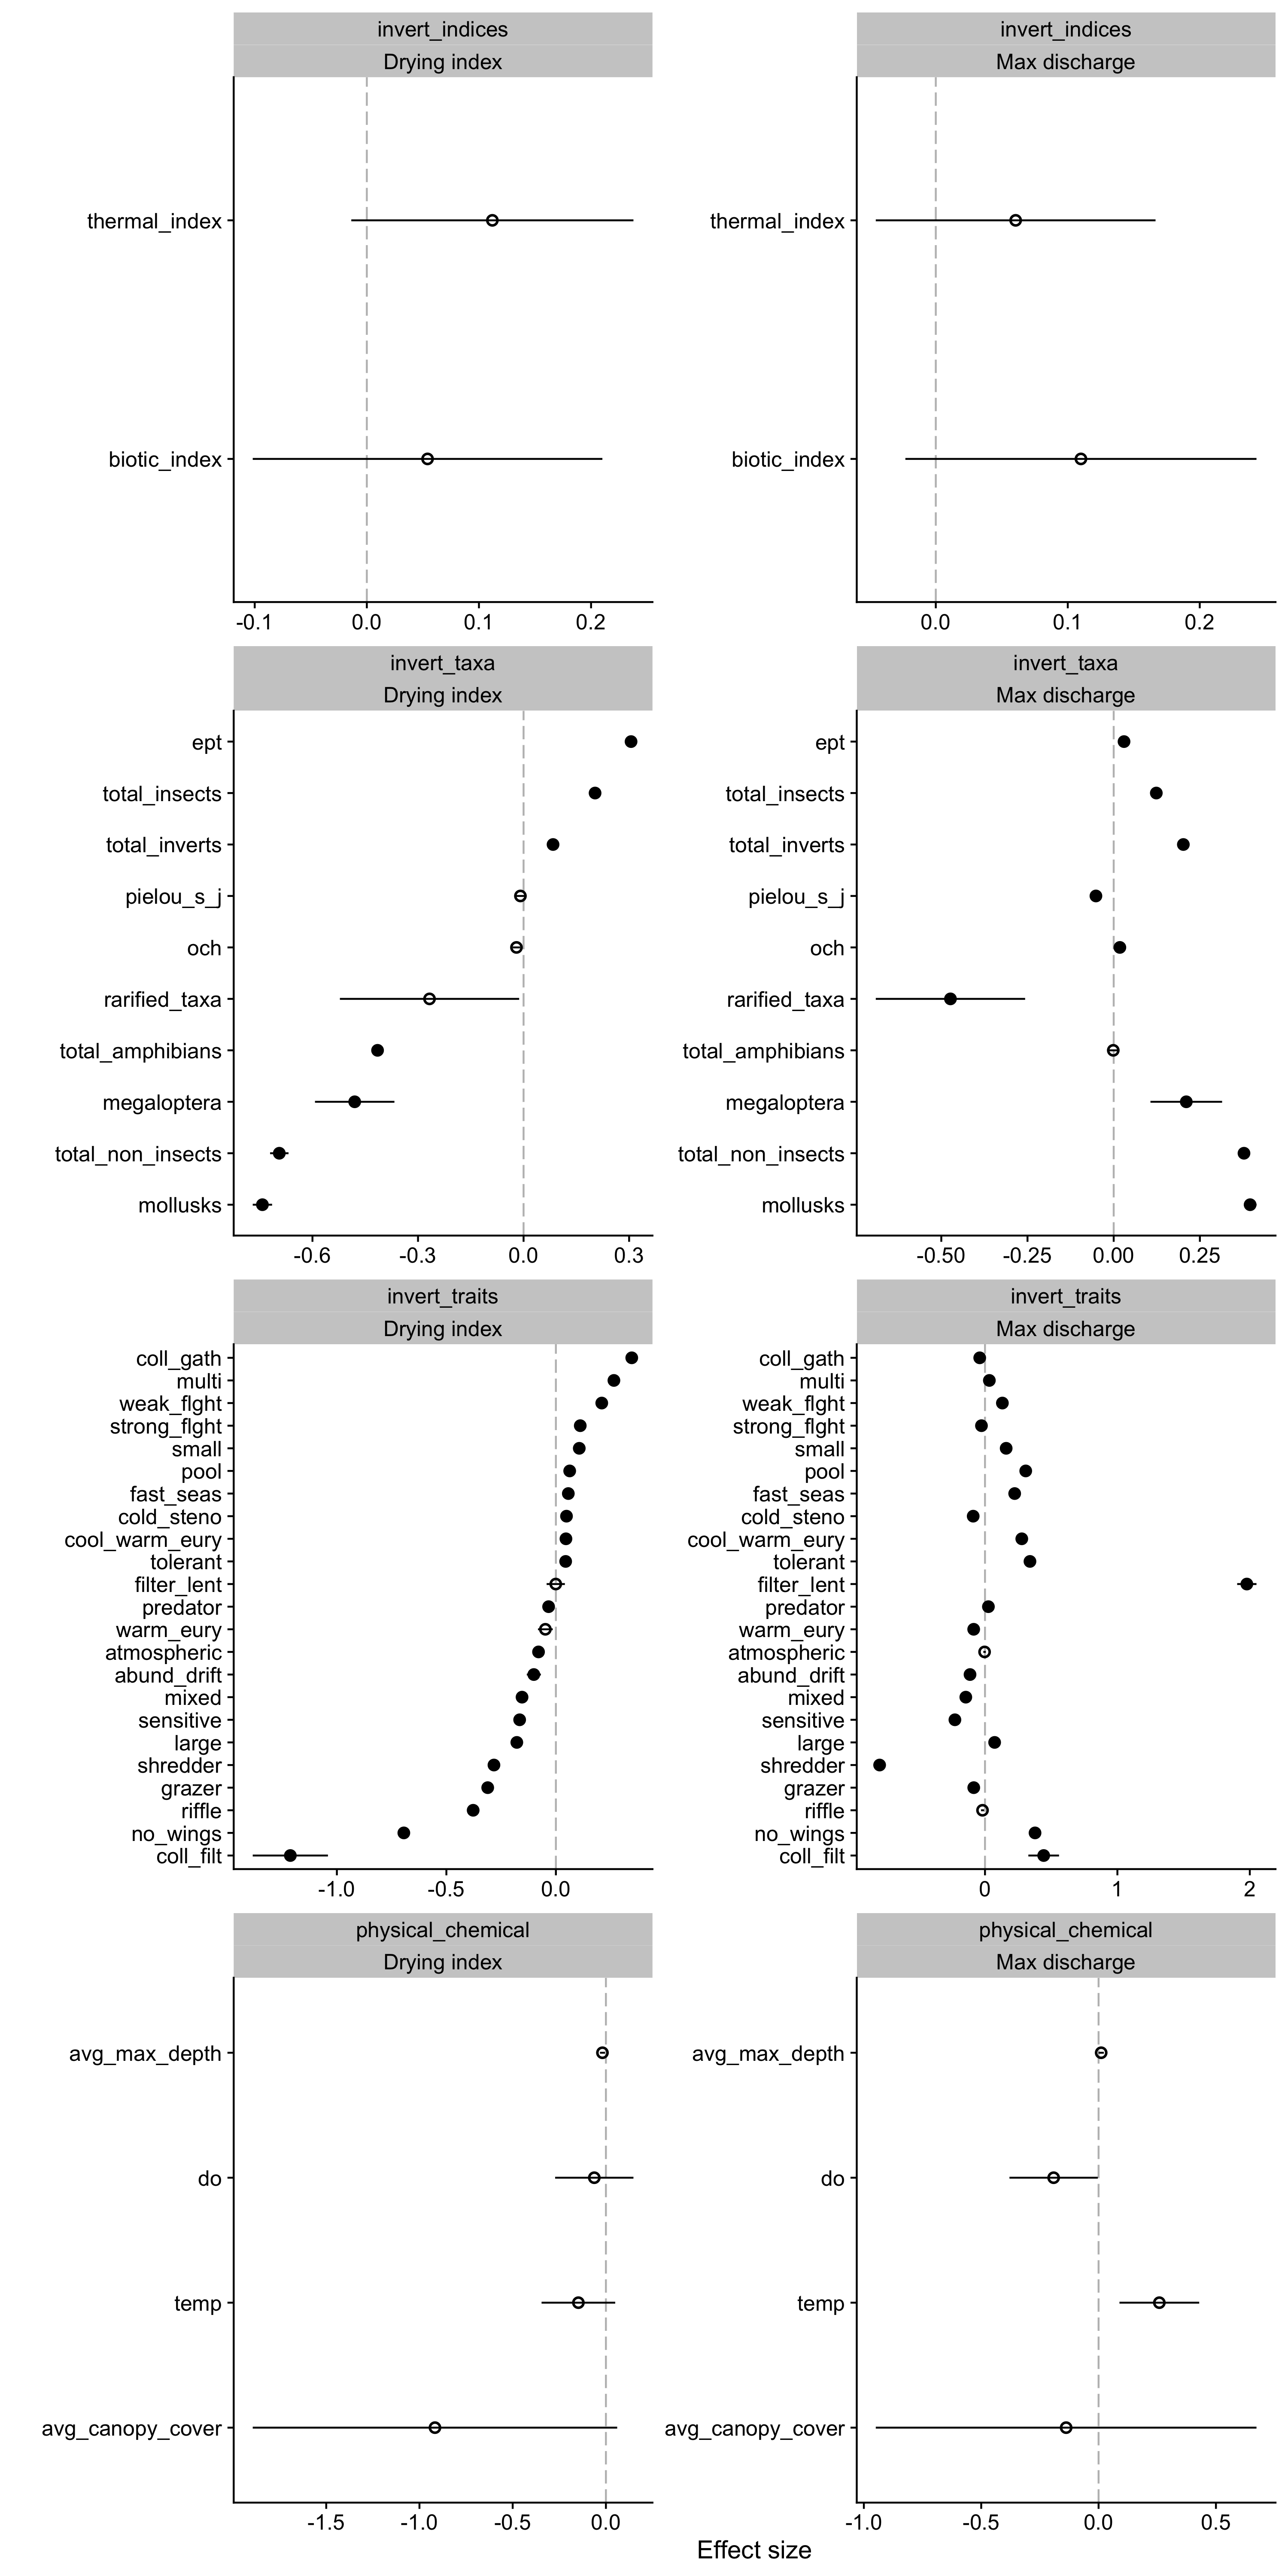 invert_indices
Drying index
thermal_index
biotic_index
-0.1 0.0 0.1 0.2
invert_indices
Max discharge
thermal_index
biotic_index
0.0 0.1 0.2
invert_taxa
Drying index
ept
total_insects
total_inverts
pielou_s_j
och
rarified_taxa
total_amphibians
megaloptera
total_non_insects
mollusks
-0.6 -0.3 0.0 0.3
invert_taxa
Max discharge
ept
total_insects
total_inverts
pielou_s_j
och
rarified_taxa
total_amphibians
megaloptera
total_non_insects
mollusks
-0.50 -0.25 0.00 0.25
invert_traits
Drying index
coll_gath
multi
weak_flght
strong_flght
small
pool
fast_seas
cold_steno
cool_warm_eury
tolerant
filter_lent
predator
warm_eury
atmospheric
abund_drift
mixed
sensitive
large
shredder
grazer
riffle
no_wings
coll_filt
-1.0 -0.5 0.0
invert_traits
Max discharge
coll_gath
multi
weak_flght
strong_flght
small
pool
fast_seas
cold_steno
cool_warm_eury
tolerant
filter_lent
predator
warm_eury
atmospheric
abund_drift
mixed
sensitive
large
shredder
grazer
riffle
no_wings
coll_filt
0 1 2
physical_chemical
Drying index
avg_max_depth
do
temp
avg_canopy_cover
-1.5 -1.0 -0.5 0.0
physical_chemical
Max discharge
avg_max_depth
do
temp
avg_canopy_cover
-1.0 -0.5 0.0 0.5
Effect size